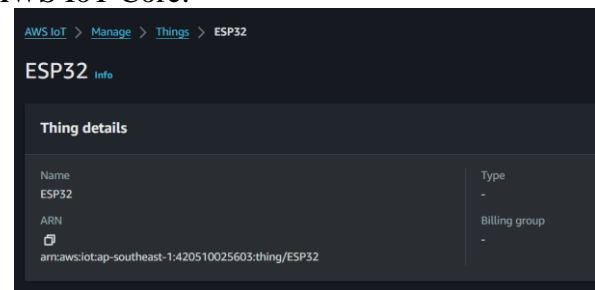 AWS IoT Core.
AWS IoT > Manage > Things > ESP32
ESP32 Info
Thing details
Name
ESP32
Type
-
ARN
arn:aws:iot:ap-southeast-1:420510025603:thing/ESP32
Billing group
-